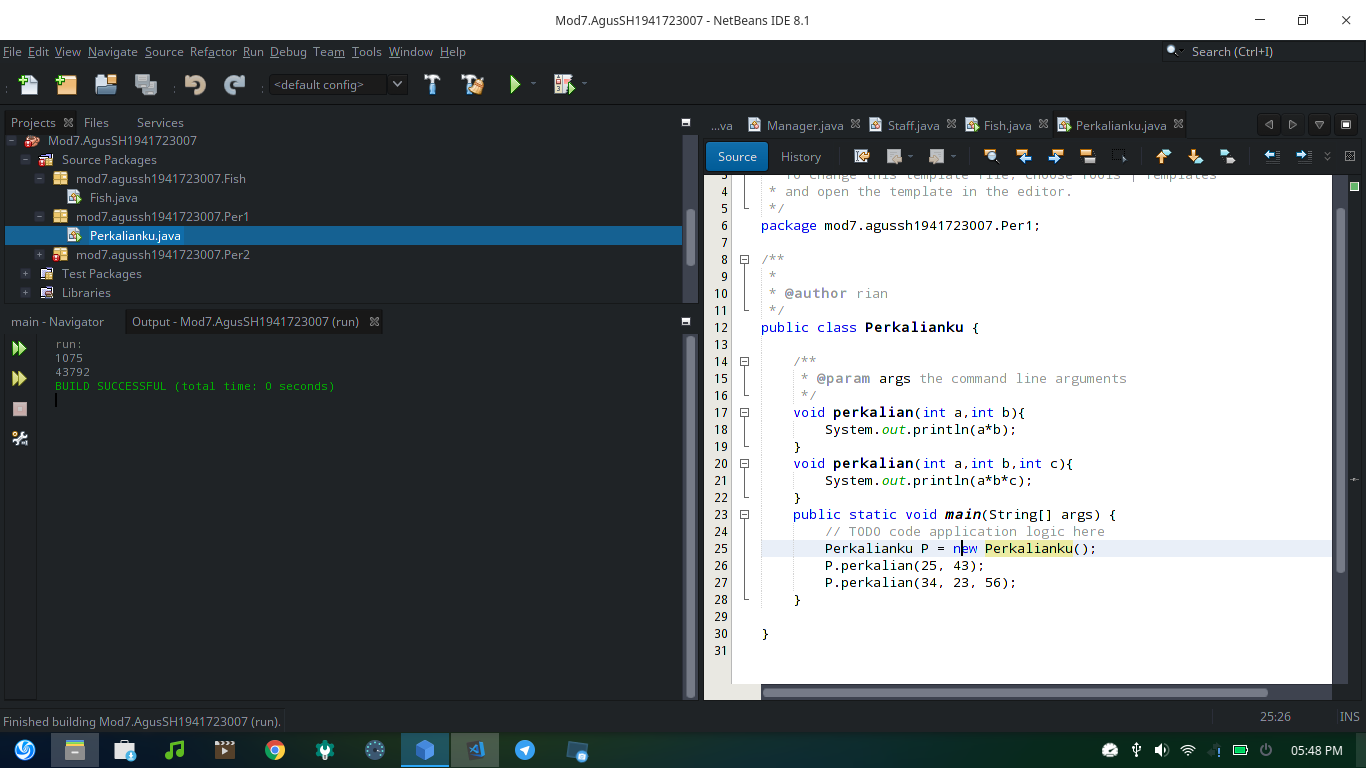 Mod7.AgusSH1941723007 - NetBeans IDE 8.1
File Edit View Navigate Source Refactor Run Debug Team Tools Window Help
Search (Ctrl+I)
<default config>
Projects Files Services
Mod7.AgusSH1941723007
Source Packages
mod7.agussh1941723007.Fish
Fish.java
mod7.agussh1941723007.Per1
Perkalianku.java
mod7.agussh1941723007.Per2
Test Packages
Libraries
main - Navigator Output - Mod7.AgusSH1941723007 (run)
run:
1075
43792
BUILD SUCCESSFUL (total time: 0 seconds)
...va Manager.java Staff.java Fish.java Perkalianku.java
Source History
3 * To change this template file, choose Tools | Templates
4 * and open the template in the editor.
5 */
6 package mod7.agussh1941723007.Per1;
7
8 /**
9 *
10 * @author rian
11 */
12 public class Perkalianku {
13
14 /**
15 * @param args the command line arguments
16 */
17 void perkalian(int a,int b){
18 System.out.println(a*b);
19 }
20 void perkalian(int a,int b,int c){
21 System.out.println(a*b*c);
22 }
23 public static void main(String[] args) {
24 // TODO code application logic here
25 Perkalianku P = new Perkalianku();
26 P.perkalian(25, 43);
27 P.perkalian(34, 23, 56);
28 }
29
30 }
31
Finished building Mod7.AgusSH1941723007 (run).
25:26 INS
05:48 PM